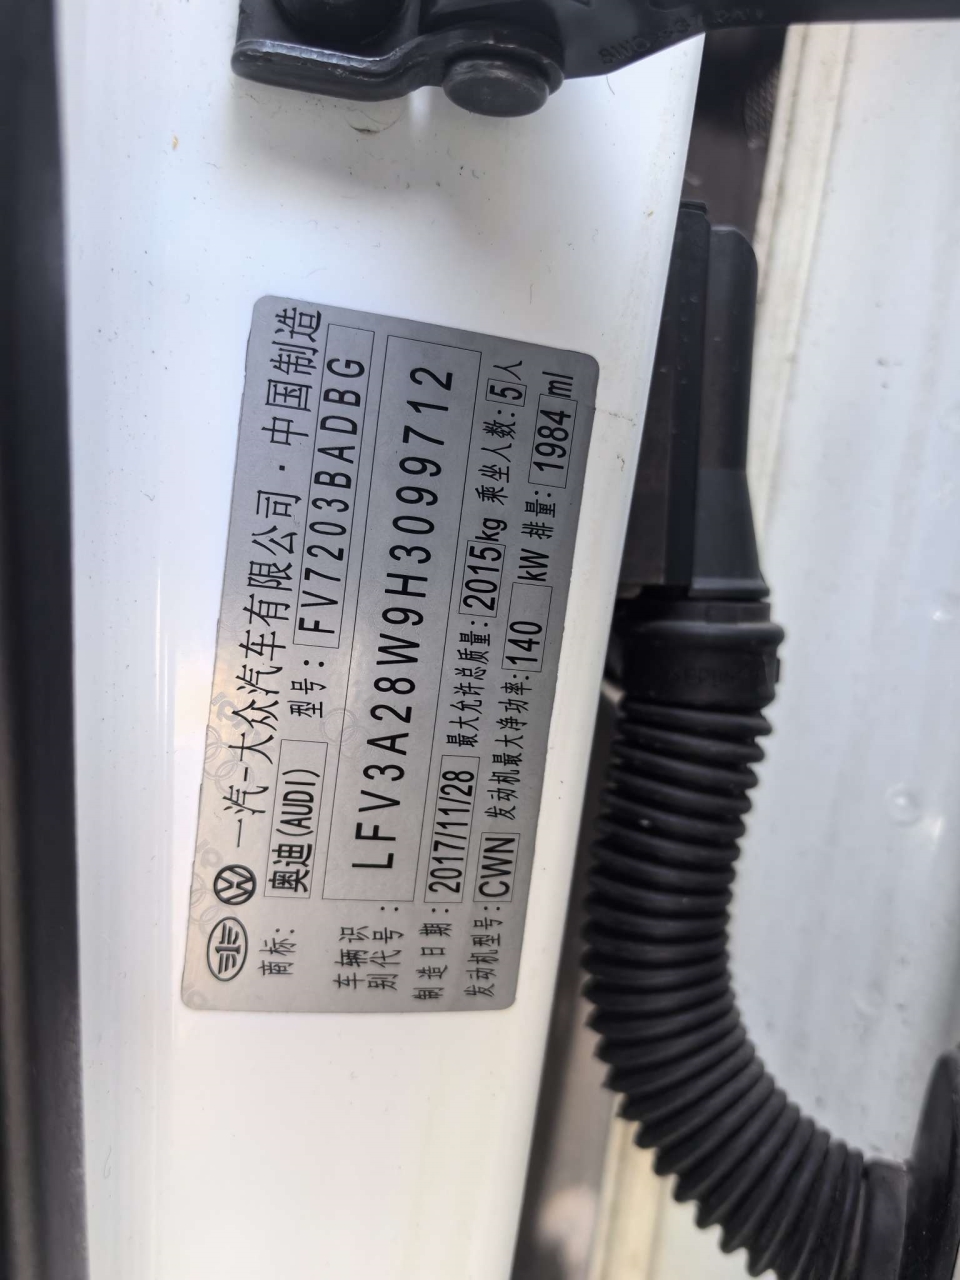 一汽-大众汽车有限公司·中国制造
商标: 奥迪(AUDI) 型号: FV7203BADBG
车辆识别代号: LFV3A28W9H3099712
制造日期: 2017/11/28 最大允许总质量: 2015kg 乘坐人数: 5人
发动机型号: CWN 发动机最大净功率: 140 kW 排量: 1984 ml